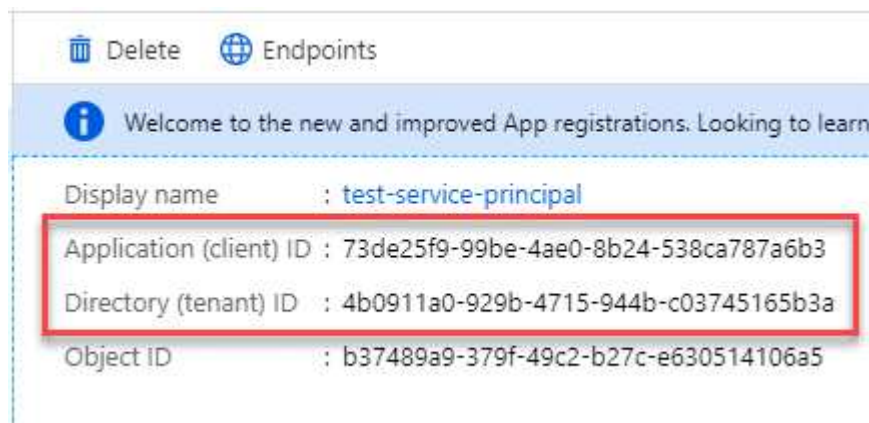 Delete Endpoints
Welcome to the new and improved App registrations. Looking to learn
Display name : test-service-principal
Application (client) ID : 73de25f9-99be-4ae0-8b24-538ca787a6b3
Directory (tenant) ID : 4b0911a0-929b-4715-944b-c03745165b3a
Object ID : b37489a9-379f-49c2-b27c-e630514106a5